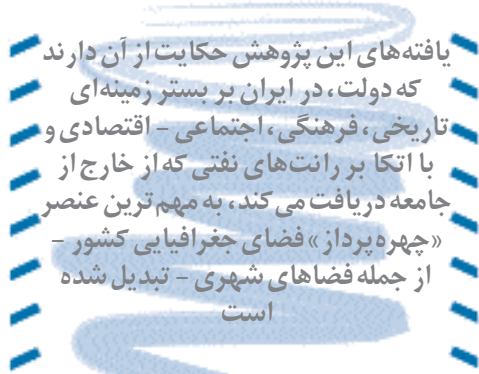 یافته‌های این پژوهش حکایت از آن دارند
که دولت، در ایران بر بستر زمینه‌ای
تاریخی، فرهنگی، اجتماعی - اقتصادی و
با اتکا بر رانت‌های نفتی که از خارج از
جامعه دریافت می‌کند، به مهم‌ترین عنصر
«چهره‌پرداز» فضای جغرافیایی کشور -
از جمله فضاهای شهری - تبدیل شده
است